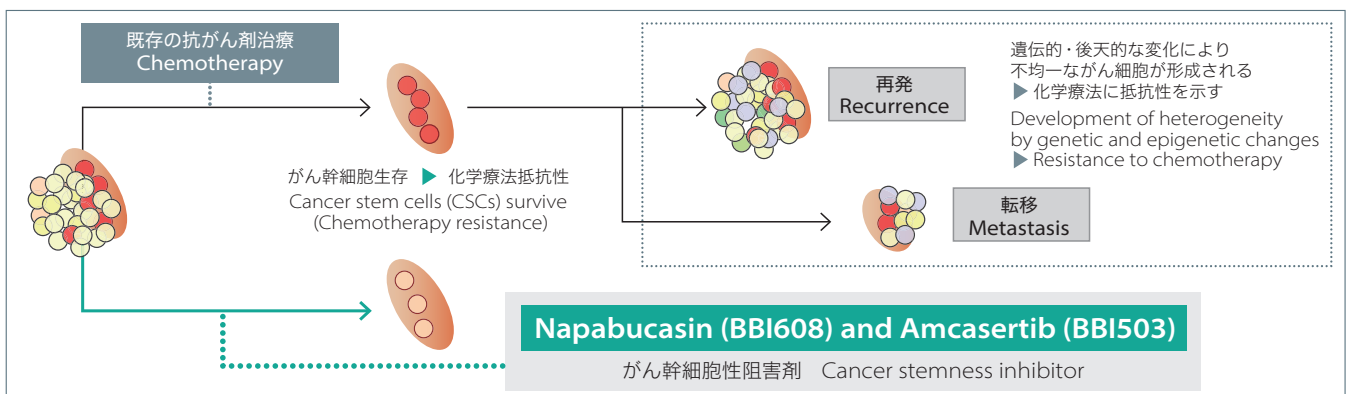 既存の抗がん剤治療
Chemotherapy
がん幹細胞生存 ▶ 化学療法抵抗性
Cancer stem cells (CSCs) survive
(Chemotherapy resistance)
再発
Recurrence
遺伝的・後天的な変化により
不均一ながん細胞が形成される
▶ 化学療法に抵抗性を示す
Development of heterogeneity
by genetic and epigenetic changes
▶ Resistance to chemotherapy
転移
Metastasis
Napabucasin (BBI608) and Amcasertib (BBI503)
がん幹細胞性阻害剤 Cancer stemness inhibitor